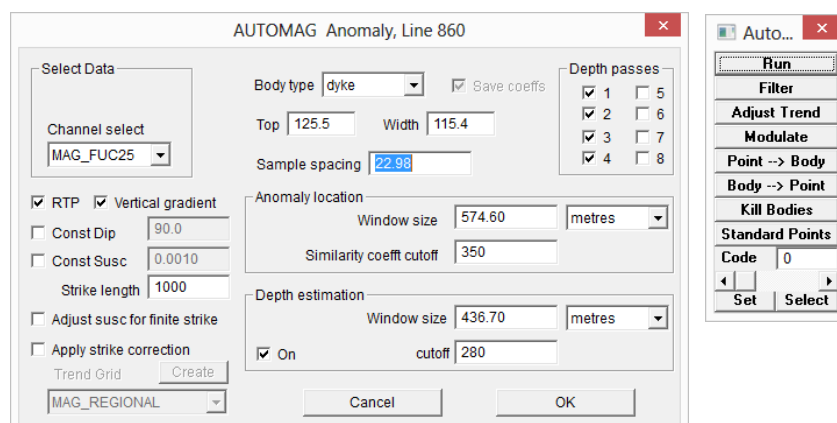 AUTOMAG Anomaly, Line 860
Select Data
Channel select
MAG_FUC25
Body type dyke
Save coeffs
Top 125.5 Width 115.4
Sample spacing 22.98
Depth passes
1 5
2 6
3 7
4 8
RTP Vertical gradient
Const Dip 90.0
Const Susc 0.0010
Strike length 1000
Adjust susc for finite strike
Apply strike correction
Trend Grid Create
MAG_REGIONAL
Anomaly location
Window size 574.60 metres
Similarity coefft cutoff 350
Depth estimation
Window size 436.70 metres
On cutoff 280
Cancel OK
Auto...
Run
Filter
Adjust Trend
Modulate
Point --> Body
Body --> Point
Kill Bodies
Standard Points
Code 0
Set Select